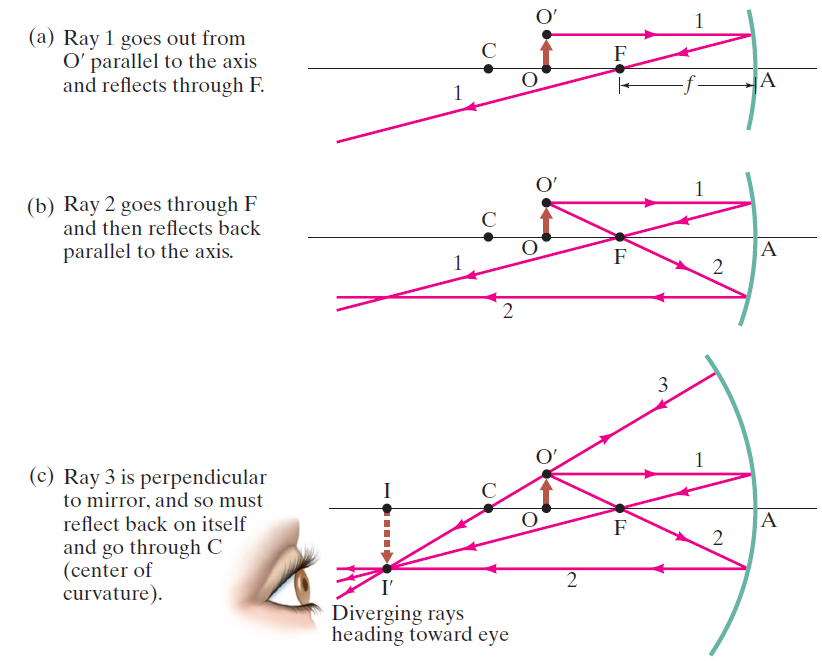 (a) Ray 1 goes out from
O′ parallel to the axis
and reflects through F.
O′
1
C
F
O
f
A
1
(b) Ray 2 goes through F
and then reflects back
parallel to the axis.
O′
1
C
O
F
A
1
2
2
(c) Ray 3 is perpendicular
to mirror, and so must
reflect back on itself
and go through C
(center of
curvature).
3
O′
1
I
C
O
F
A
2
I′
2
Diverging rays
heading toward eye